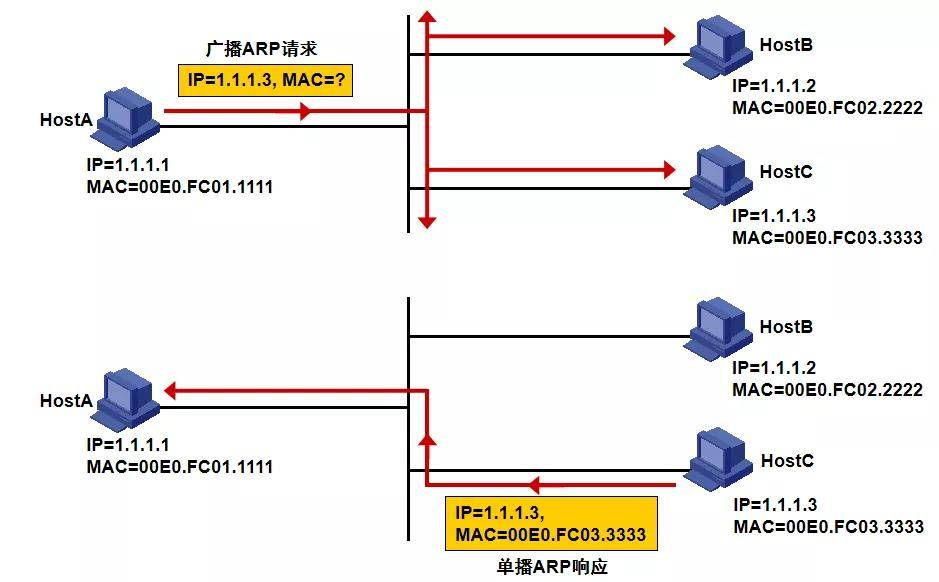 广播ARP请求
IP=1.1.1.3, MAC=?
HostA
IP=1.1.1.1
MAC=00E0.FC01.1111
HostB
IP=1.1.1.2
MAC=00E0.FC02.2222
HostC
IP=1.1.1.3
MAC=00E0.FC03.3333
HostA
IP=1.1.1.1
MAC=00E0.FC01.1111
HostB
IP=1.1.1.2
MAC=00E0.FC02.2222
HostC
IP=1.1.1.3
MAC=00E0.FC03.3333
IP=1.1.1.3,
MAC=00E0.FC03.3333
单播ARP响应